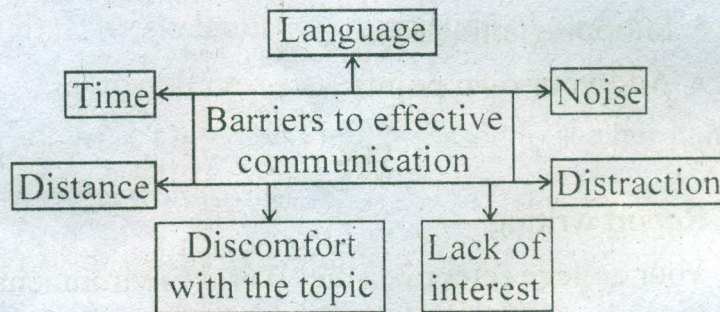 Language
Time
Noise
Barriers to effective
communication
Distance
Distraction
Discomfort
with the topic
Lack of
interest